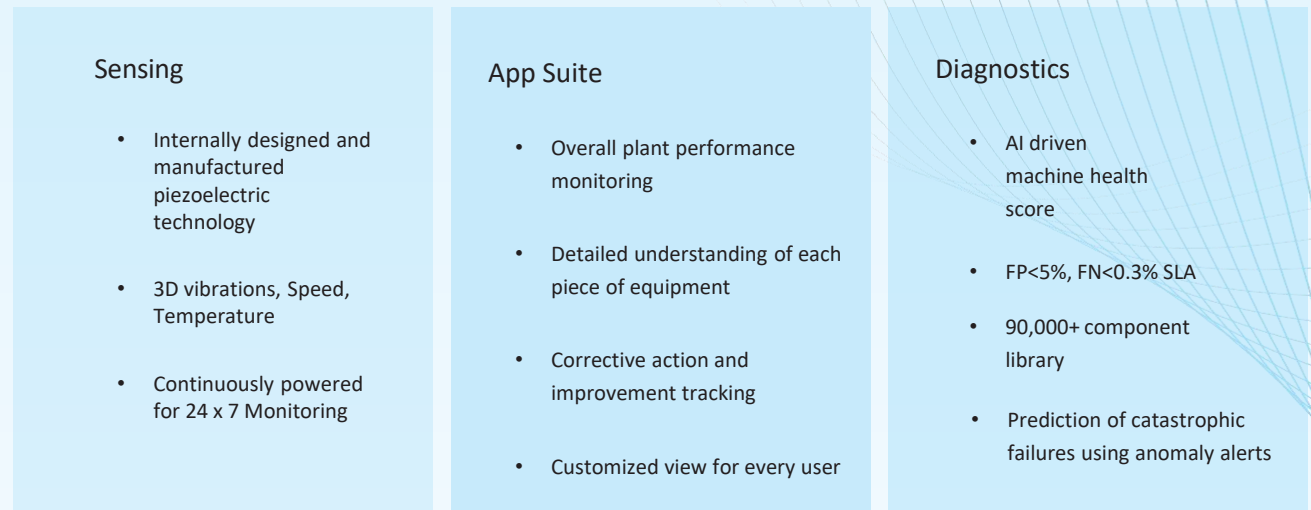 Sensing
• Internally designed and
manufactured
piezoelectric
technology
• 3D vibrations, Speed,
Temperature
• Continuously powered
for 24 x 7 Monitoring
App Suite
• Overall plant performance
monitoring
• Detailed understanding of each
piece of equipment
• Corrective action and
improvement tracking
• Customized view for every user
Diagnostics
• AI driven
machine health
score
• FP<5%, FN<0.3% SLA
• 90,000+ component
library
• Prediction of catastrophic
failures using anomaly alerts